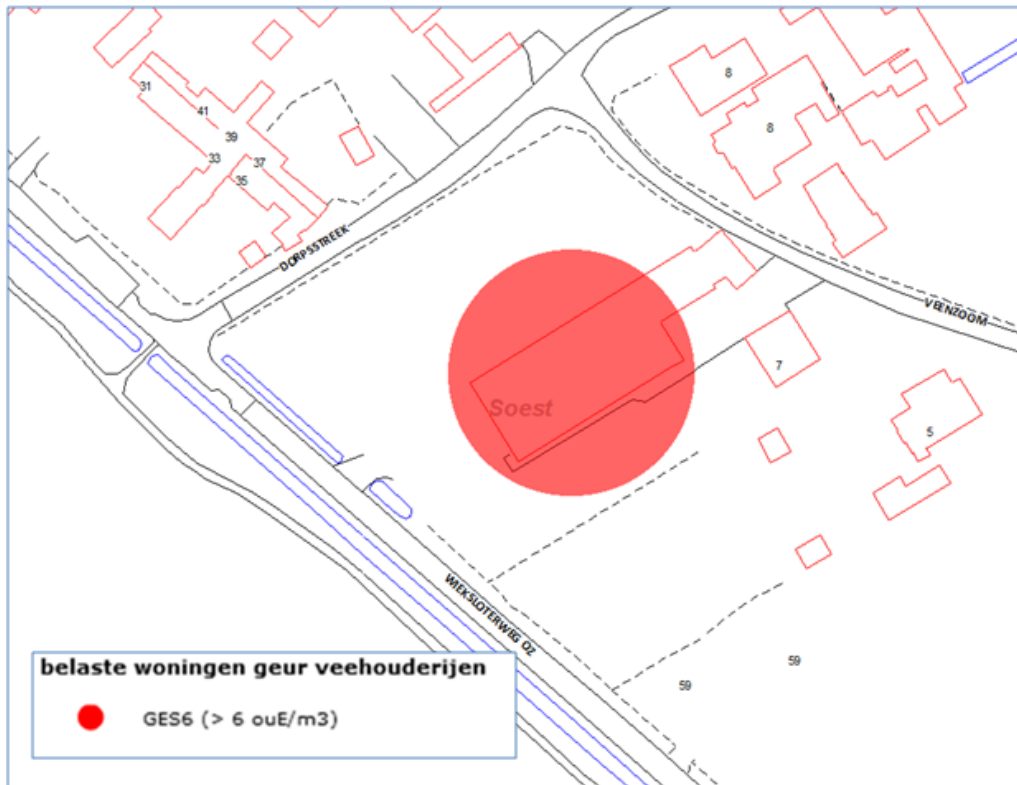 31
41
39
33
37
35
8
8
DORPSSTREEK
VEENZOOM
7
Soest
5
WIEKSLOTERWEG OZ
59
59
belaste woningen geur veehouderijen
GES6 (> 6 ouE/m3)